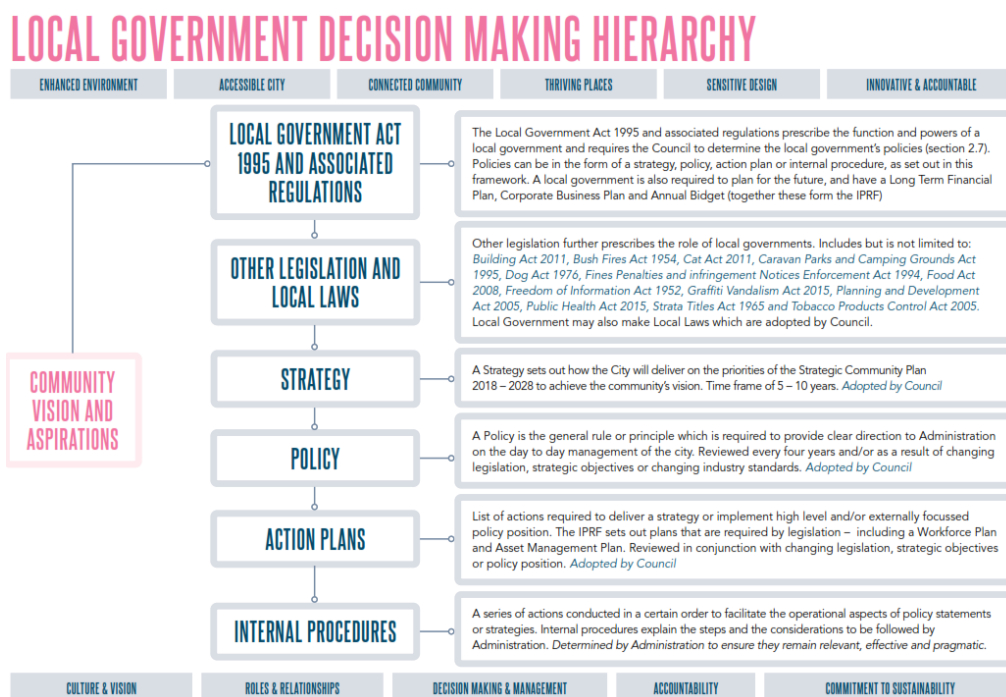 LOCAL GOVERNMENT DECISION MAKING HIERARCHY
ENHANCED ENVIRONMENT
ACCESSIBLE CITY
CONNECTED COMMUNITY
THRIVING PLACES
SENSITIVE DESIGN
INNOVATIVE & ACCOUNTABLE
COMMUNITY
VISION AND
ASPIRATIONS
LOCAL GOVERNMENT ACT
1995 AND ASSOCIATED
REGULATIONS
The Local Government Act 1995 and associated regulations prescribe the function and powers of a
local government and requires the Council to determine the local government's policies (section 2.7).
Policies can be in the form of a strategy, policy, action plan or internal procedure, as set out in this
framework. A local government is also required to plan for the future, and have a Long Term Financial
Plan, Corporate Business Plan and Annual Budget (together these form the IPRF)
OTHER LEGISLATION AND
LOCAL LAWS
Other legislation further prescribes the role of local governments. Includes but is not limited to:
Building Act 2011, Bush Fires Act 1954, Cat Act 2011, Caravan Parks and Camping Grounds Act
1995, Dog Act 1976, Fines Penalties and infringement Notices Enforcement Act 1994, Food Act
2008, Freedom of Information Act 1952, Graffiti Vandalism Act 2015, Planning and Development
Act 2005, Public Health Act 2015, Strata Titles Act 1965 and Tobacco Products Control Act 2005.
Local Government may also make Local Laws which are adopted by Council.
STRATEGY
A Strategy sets out how the City will deliver on the priorities of the Strategic Community Plan
2018 – 2028 to achieve the community's vision. Time frame of 5 – 10 years. Adopted by Council
POLICY
A Policy is the general rule or principle which is required to provide clear direction to Administration
on the day to day management of the city. Reviewed every four years and/or as a result of changing
legislation, strategic objectives or changing industry standards. Adopted by Council
ACTION PLANS
List of actions required to deliver a strategy or implement high level and/or externally focussed
policy position. The IPRF sets out plans that are required by legislation – including a Workforce Plan
and Asset Management Plan. Reviewed in conjunction with changing legislation, strategic objectives
or policy position. Adopted by Council
INTERNAL PROCEDURES
A series of actions conducted in a certain order to facilitate the operational aspects of policy statements
or strategies. Internal procedures explain the steps and the considerations to be followed by
Administration. Determined by Administration to ensure they remain relevant, effective and pragmatic.
CULTURE & VISION
ROLES & RELATIONSHIPS
DECISION MAKING & MANAGEMENT
ACCOUNTABILITY
COMMITMENT TO SUSTAINABILITY